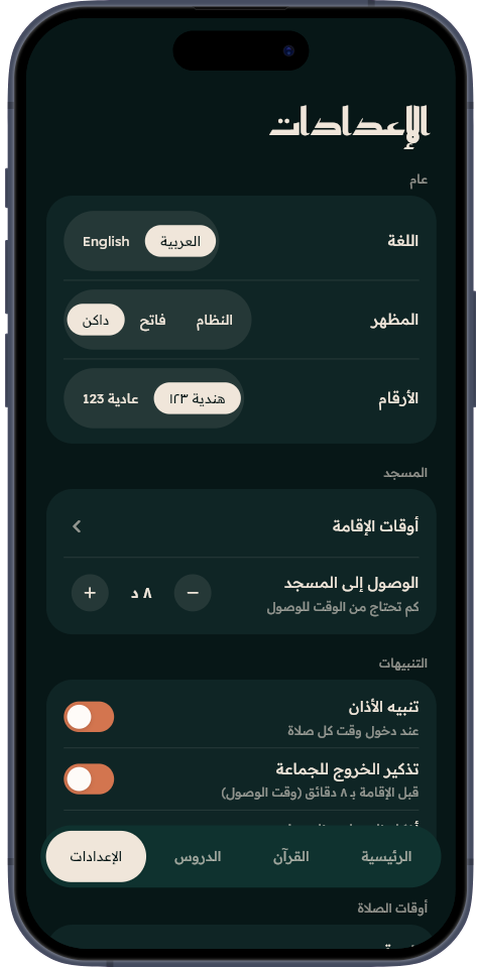 الإعدادات
عام
اللغة
العربية English
المظهر
النظام فاتح داكن
الأرقام
هندية ١٢٣ عادية 123
المسجد
أوقات الإقامة
الوصول إلى المسجد
كم تحتاج من الوقت للوصول
− ٨ د +
التنبيهات
تنبيه الأذان
عند دخول وقت كل صلاة
تذكير الخروج للجماعة
قبل الإقامة بـ ٨ دقائق (وقت الوصول)
الرئيسية القرآن الدروس الإعدادات
أوقات الصلاة